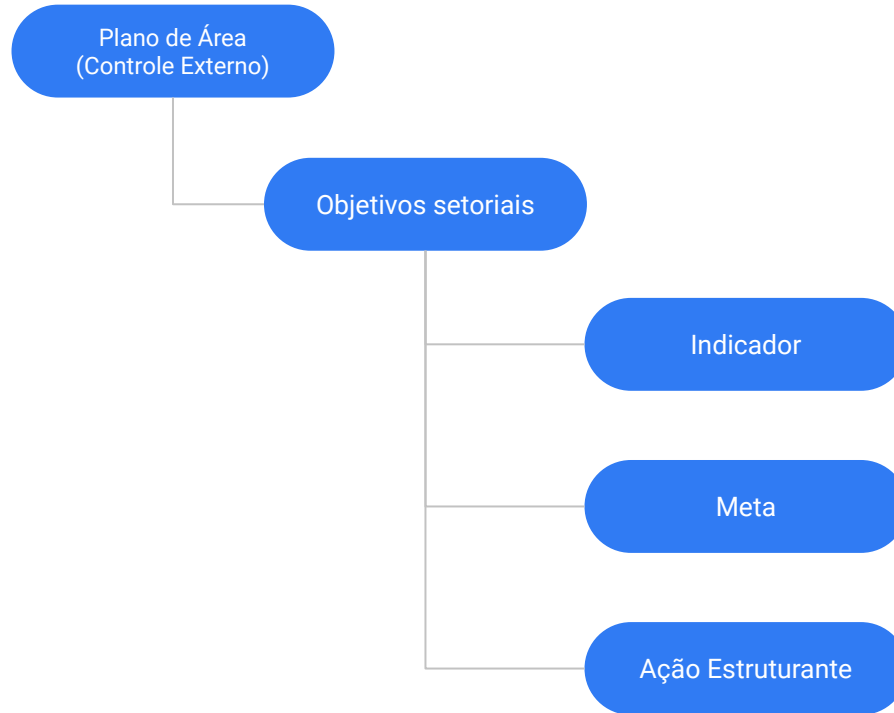 Plano de Área
(Controle Externo)
Objetivos setoriais
Indicador
Meta
Ação Estruturante